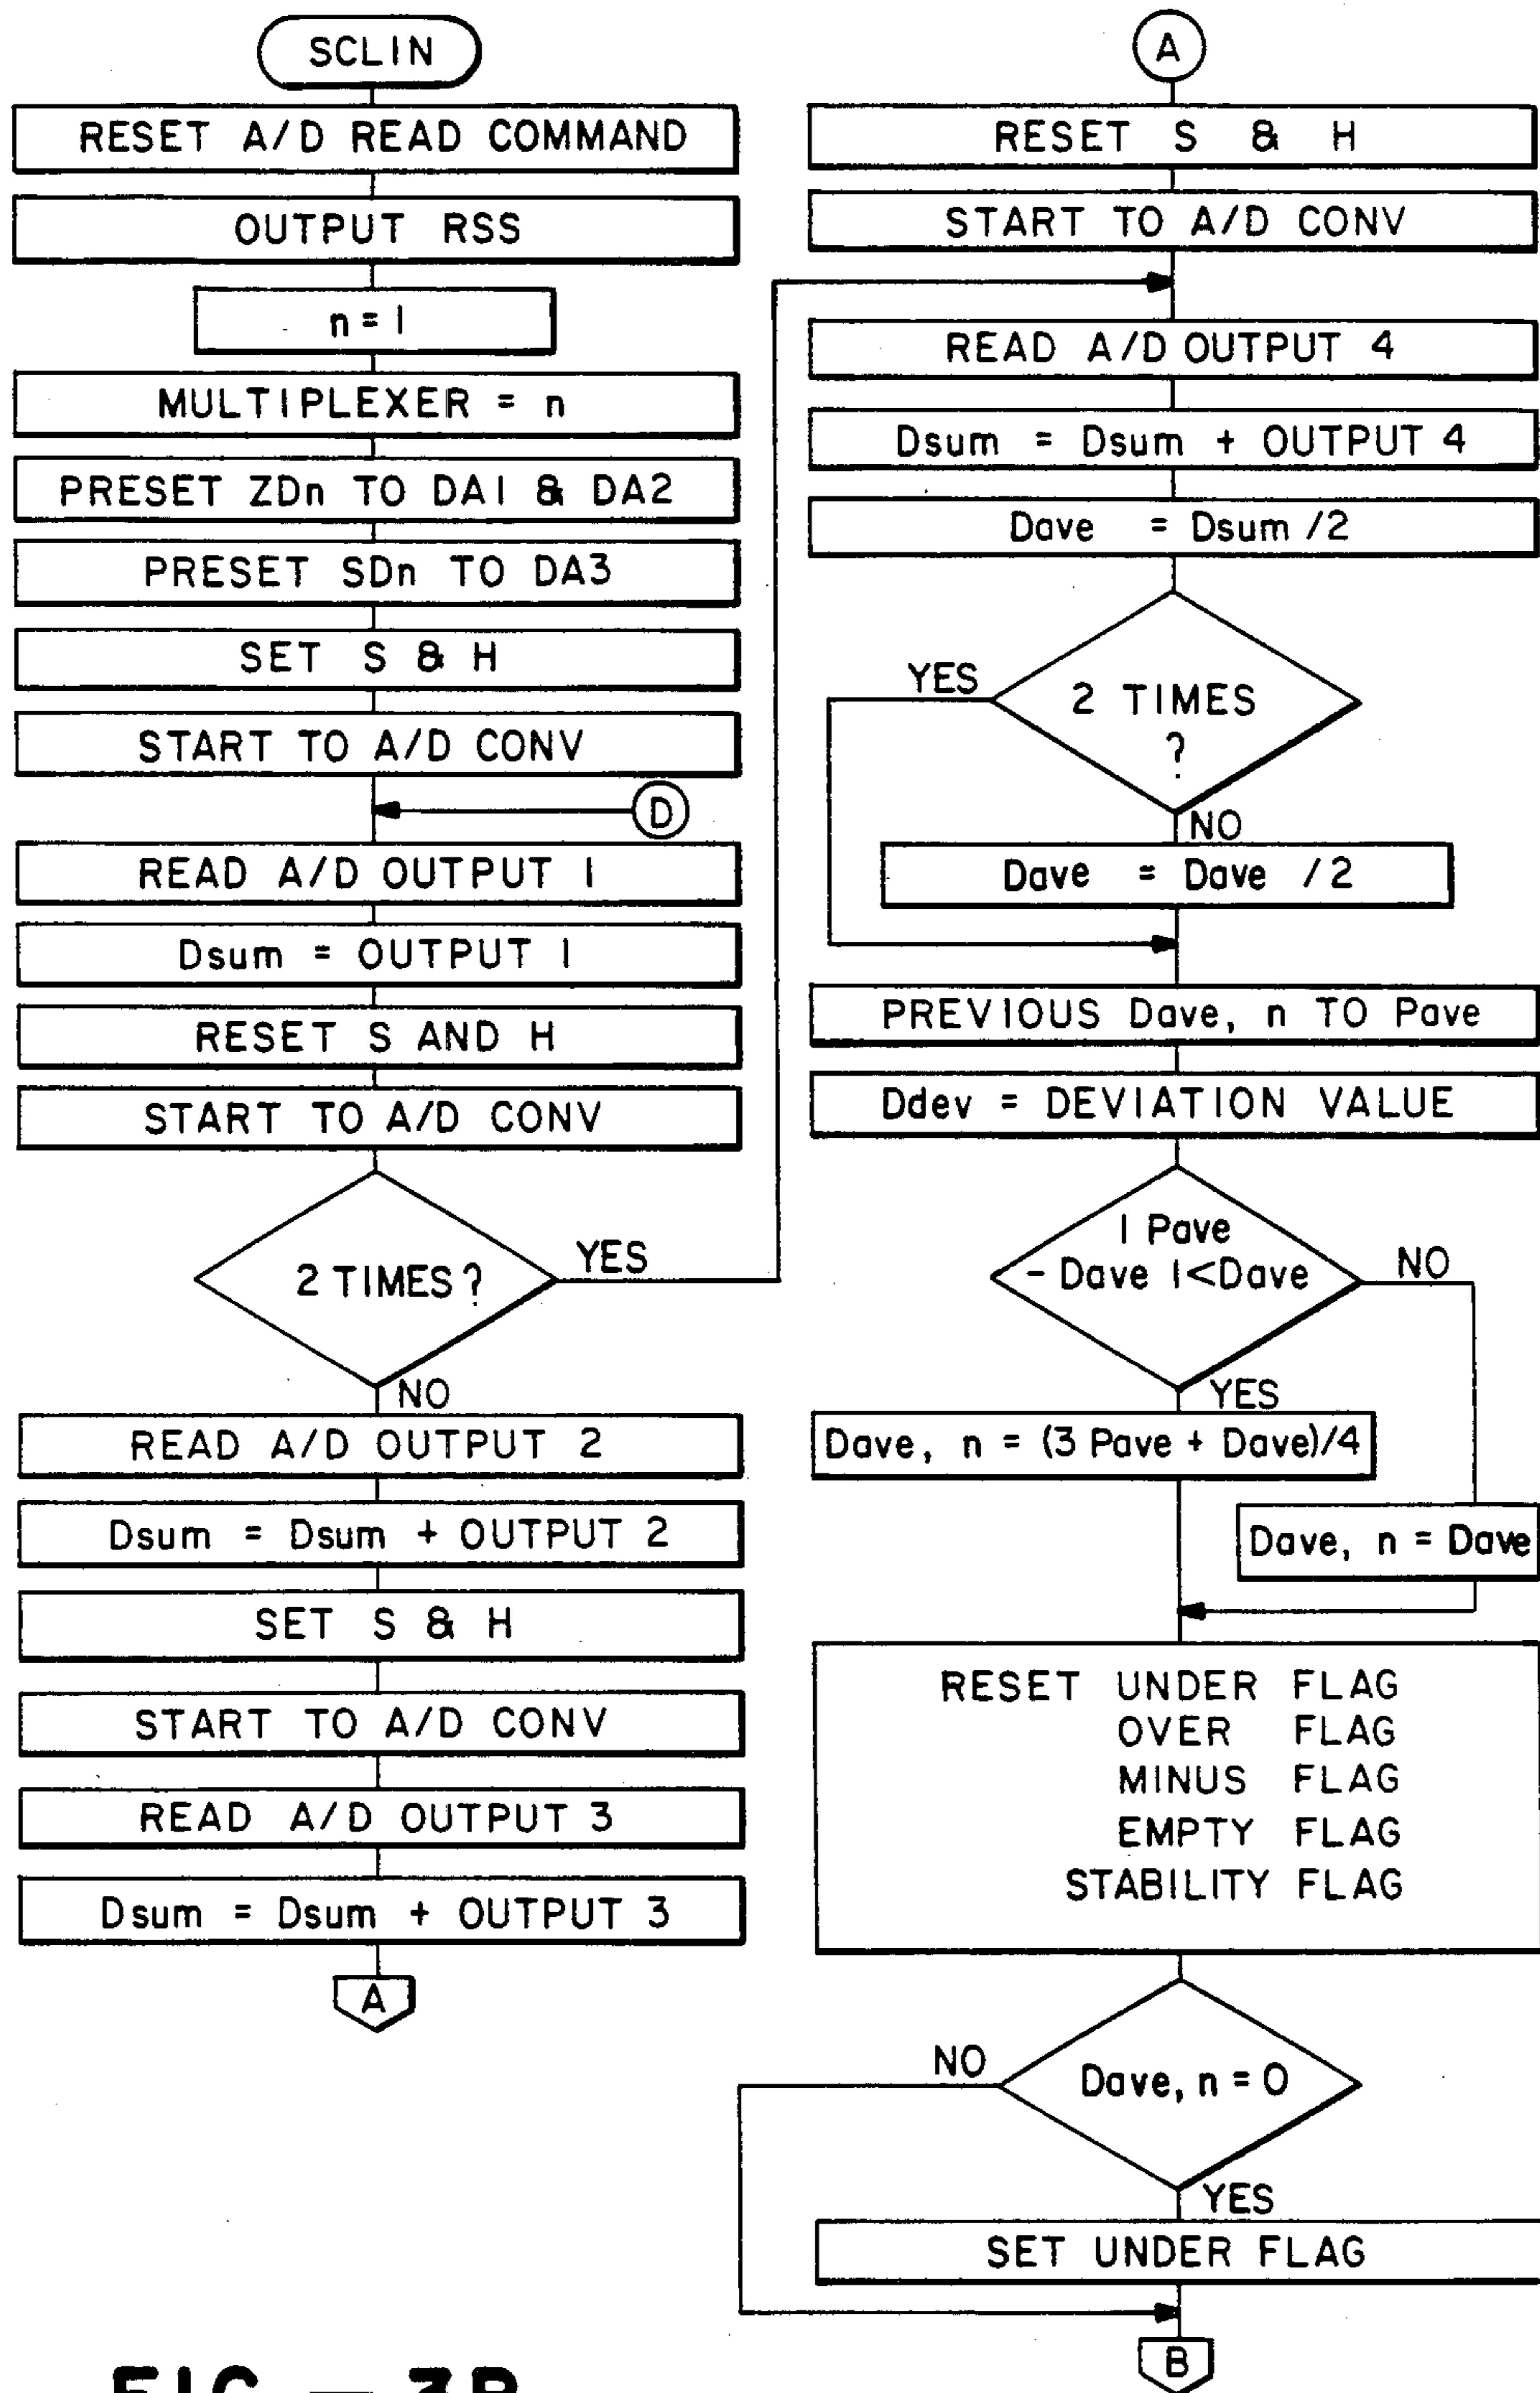 SCLIN
RESET A/D READ COMMAND
OUTPUT RSS
n = 1
MULTIPLEXER = n
PRESET ZDn TO DA1 & DA2
PRESET SDn TO DA3
SET S & H
START TO A/D CONV
D
READ A/D OUTPUT 1
Dsum = OUTPUT 1
RESET S AND H
START TO A/D CONV
2 TIMES ?
YES
NO
READ A/D OUTPUT 2
Dsum = Dsum + OUTPUT 2
SET S & H
START TO A/D CONV
READ A/D OUTPUT 3
Dsum = Dsum + OUTPUT 3
A
A
RESET S & H
START TO A/D CONV
READ A/D OUTPUT 4
Dsum = Dsum + OUTPUT 4
Dave = Dsum /2
YES
2 TIMES
?
NO
Dave = Dave /2
PREVIOUS Dave, n TO Pave
Ddev = DEVIATION VALUE
| Pave
- Dave |<Dave
NO
YES
Dave, n = (3 Pave + Dave)/4
Dave, n = Dave
RESET UNDER FLAG
OVER FLAG
MINUS FLAG
EMPTY FLAG
STABILITY FLAG
NO
Dave, n = 0
YES
SET UNDER FLAG
B
FIG.-3B